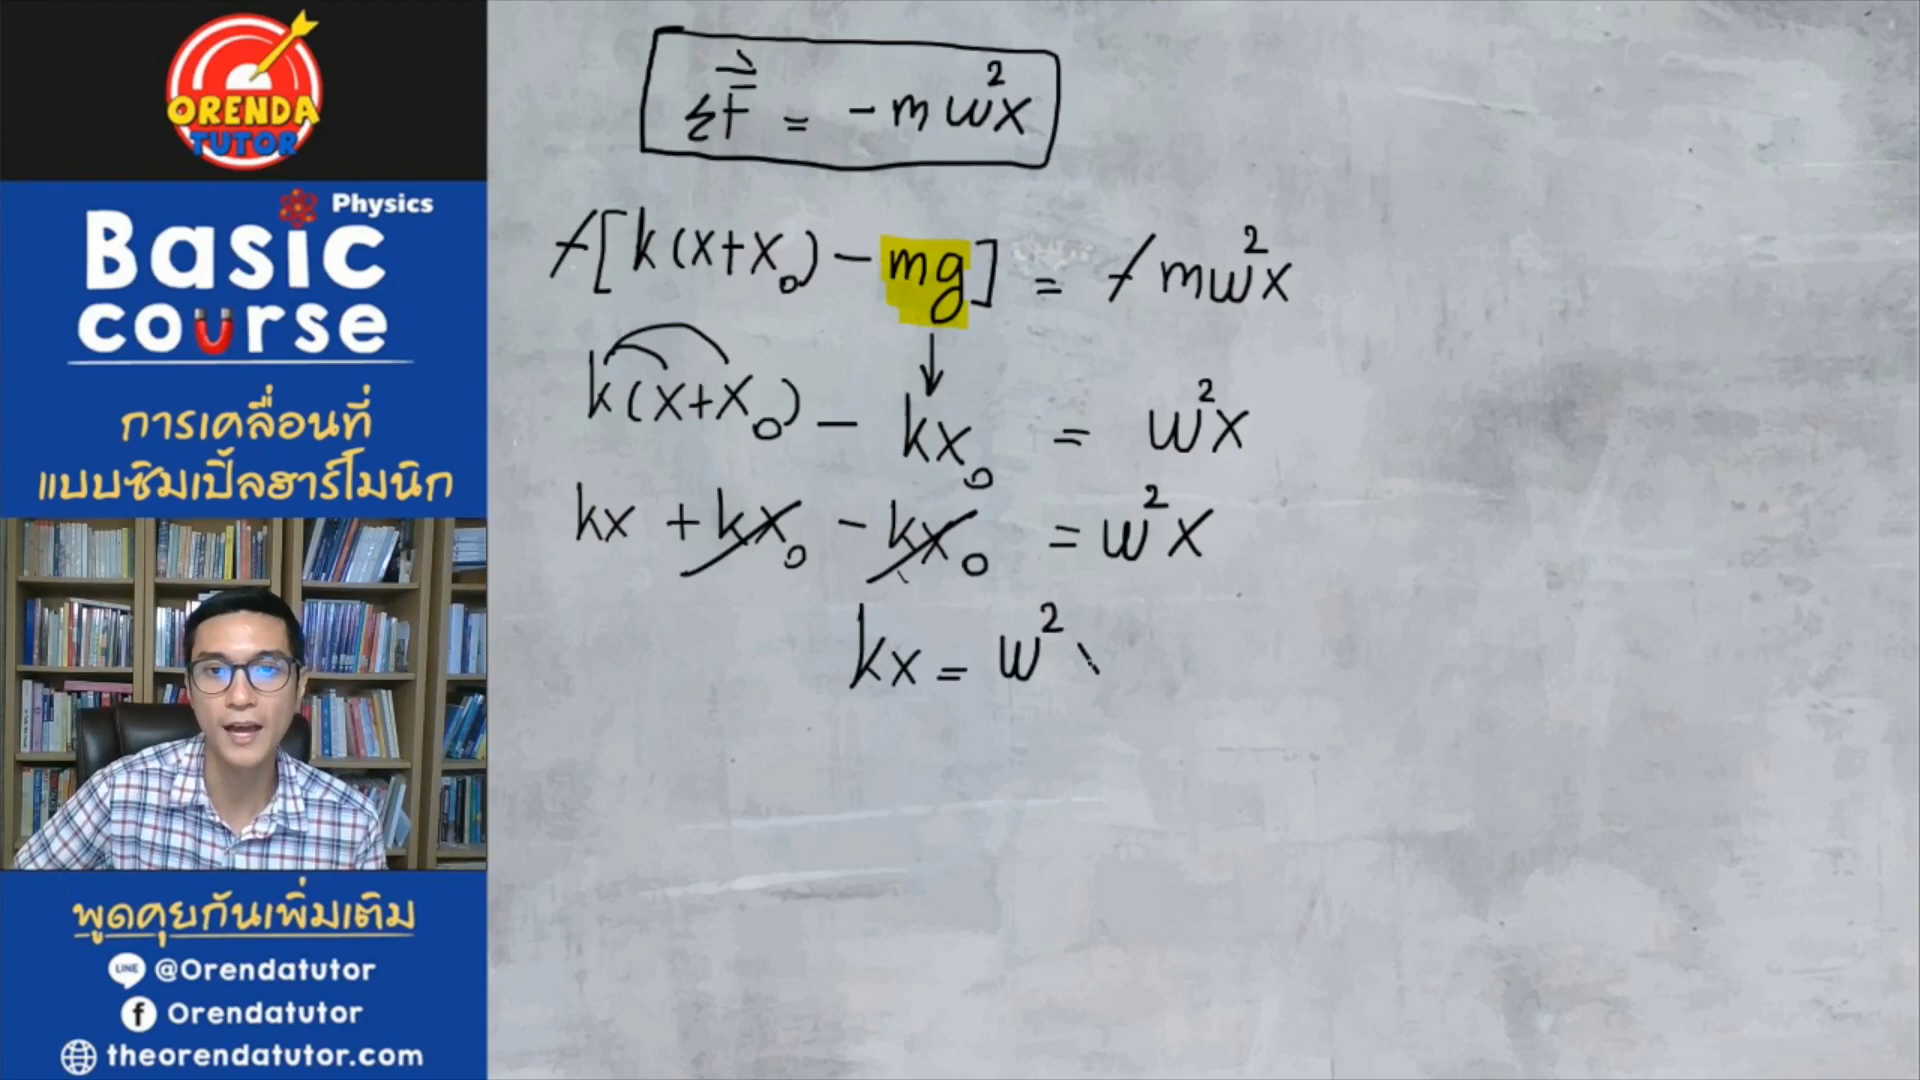 ORENDA
TUTOR
Physics
Basic
course
การเคลื่อนที่
แบบซิมเปิ้ลฮาร์โมนิก
พูดคุยกันเพิ่มเติม
LINE @Orendatutor
f Orendatutor
theorendatutor.com
ΣF⃗ = -mω²x
-[k(x+x₀) - mg] = -mω²x
k(x+x₀) - kx₀ = ω²x
kx + kx₀ - kx₀ = ω²x
kx = ω²